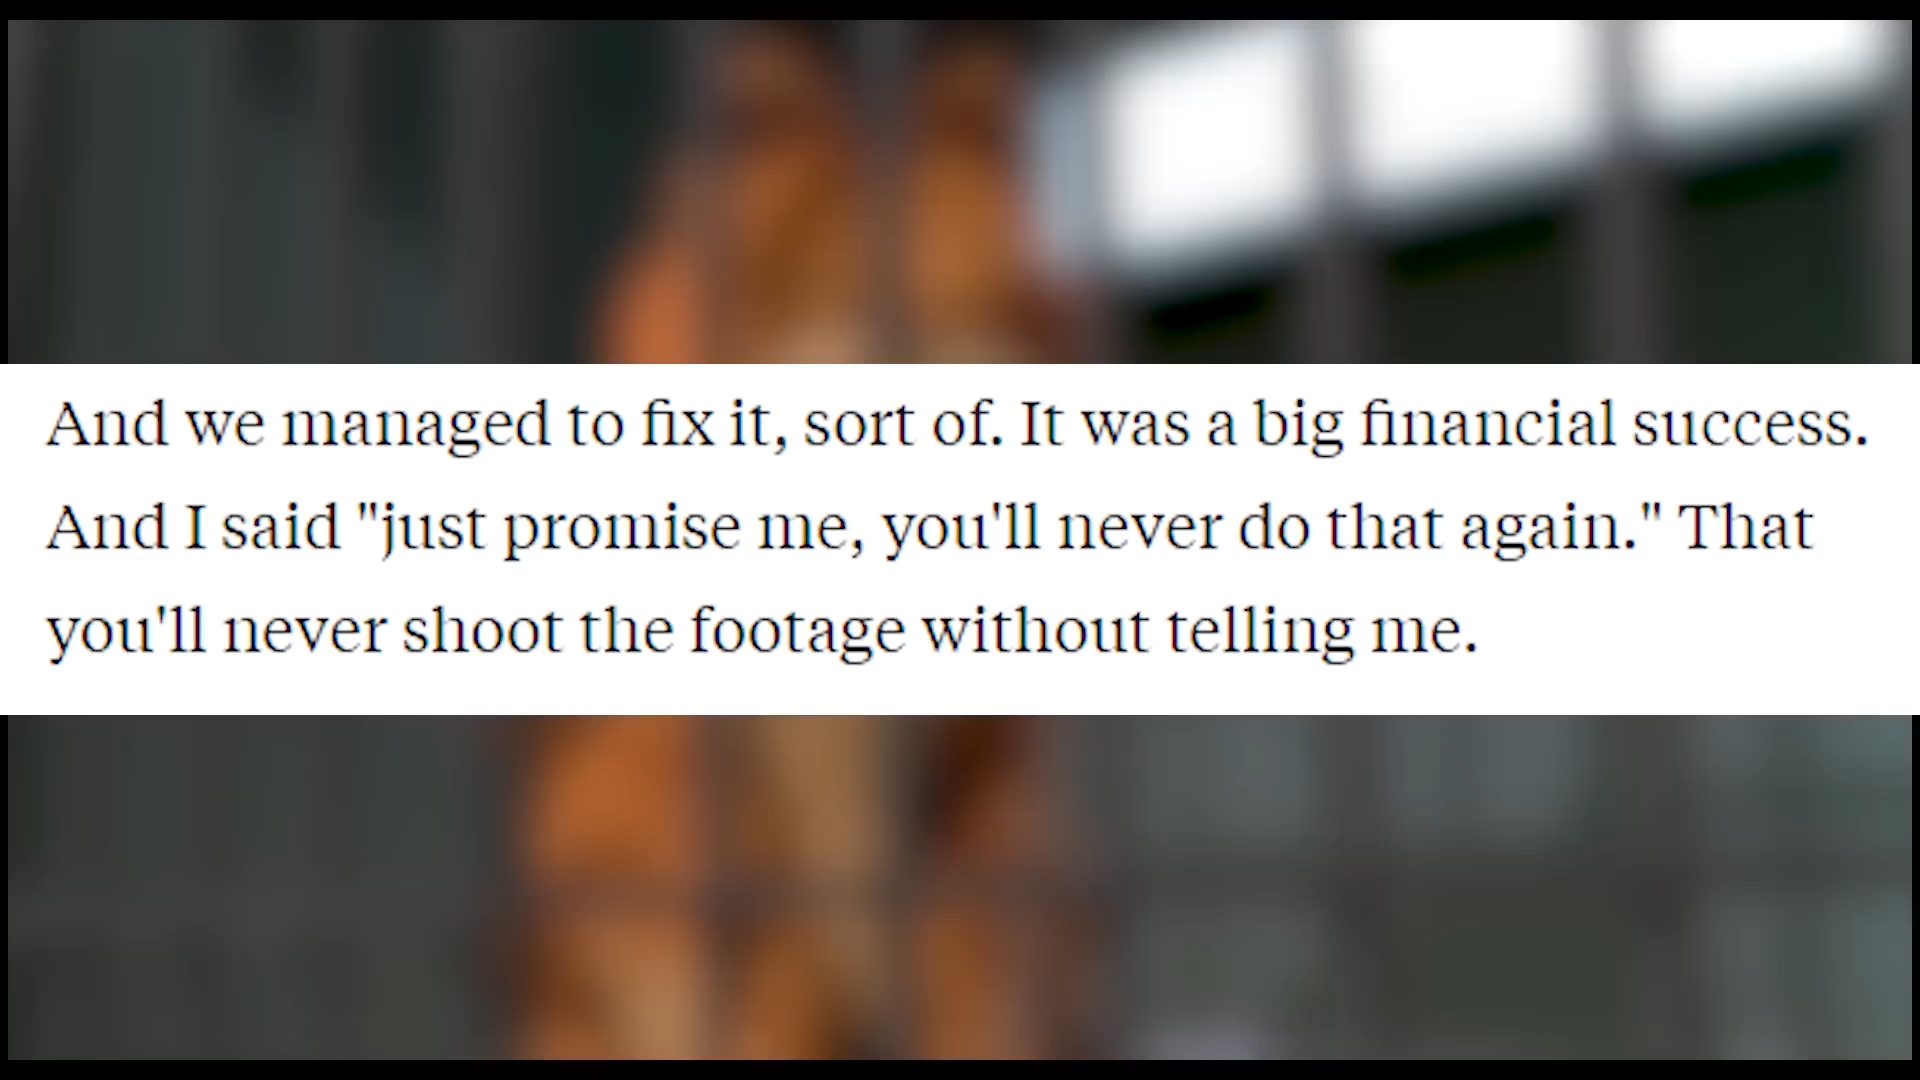 And we managed to fix it, sort of. It was a big financial success.
And I said "just promise me, you'll never do that again." That
you'll never shoot the footage without telling me.